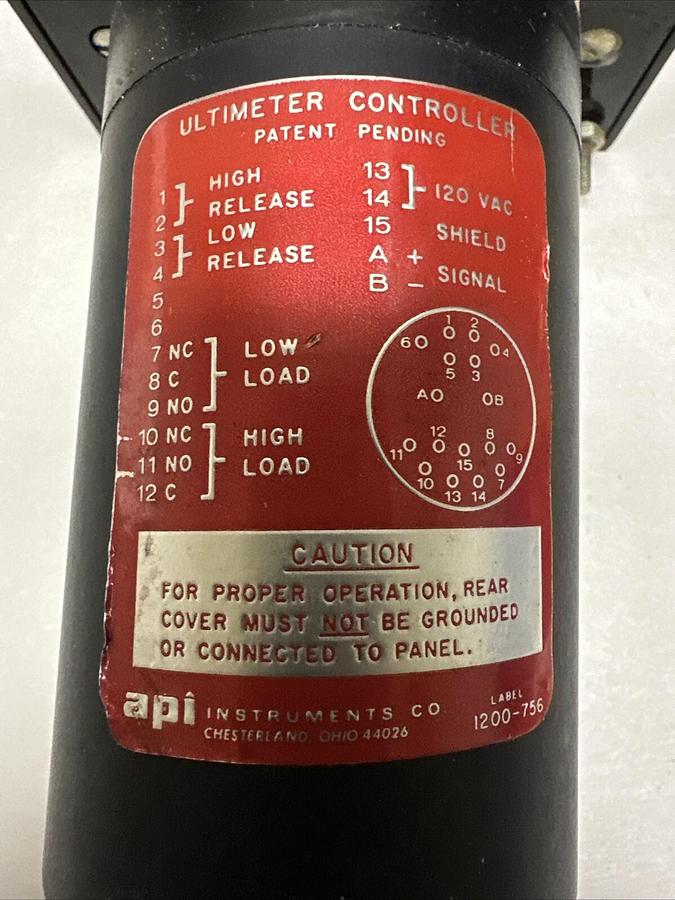 ULTIMETER CONTROLLER
PATENT PENDING
1 HIGH
2 RELEASE
3 LOW
4 RELEASE
5
6
7 NC LOW
8 C LOAD
9 NO
10 NC HIGH
11 NO LOAD
12 C
13
14 120 VAC
15 SHIELD
A + SIGNAL
B -
1 2
6 4
5 3
A B
12 8
11 9
15
10 7
13 14
CAUTION
FOR PROPER OPERATION, REAR
COVER MUST NOT BE GROUNDED
OR CONNECTED TO PANEL.
api INSTRUMENTS CO.
CHESTERLAND, OHIO 44026
LABEL
1200-756